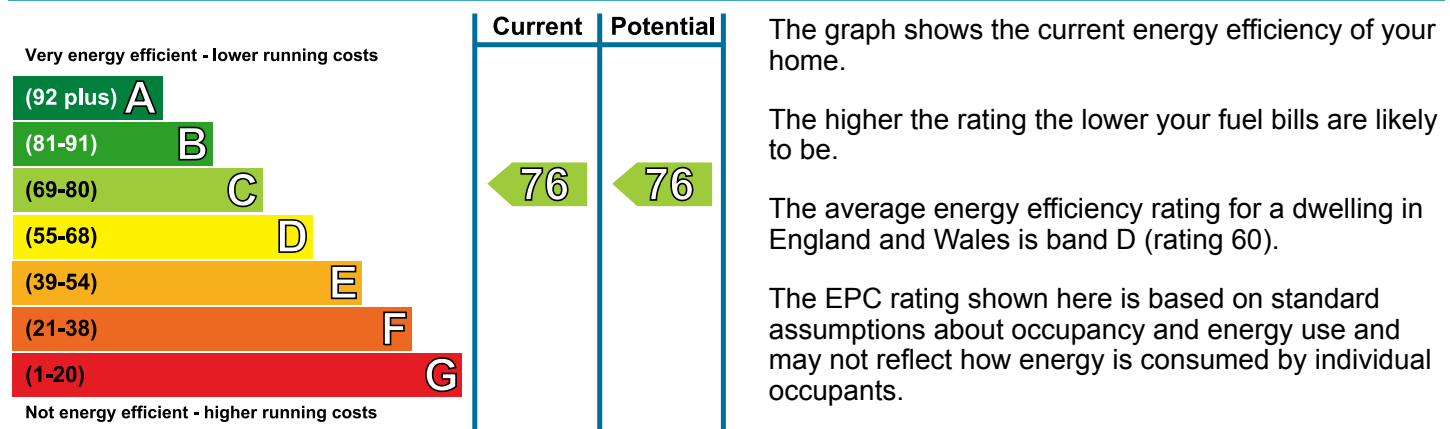 Current Potential
Very energy efficient - lower running costs
(92 plus) A
(81-91) B
(69-80) C
76 76
(55-68) D
(39-54) E
(21-38) F
(1-20) G
Not energy efficient - higher running costs
The graph shows the current energy efficiency of your
home.
The higher the rating the lower your fuel bills are likely
to be.
The average energy efficiency rating for a dwelling in
England and Wales is band D (rating 60).
The EPC rating shown here is based on standard
assumptions about occupancy and energy use and
may not reflect how energy is consumed by individual
occupants.